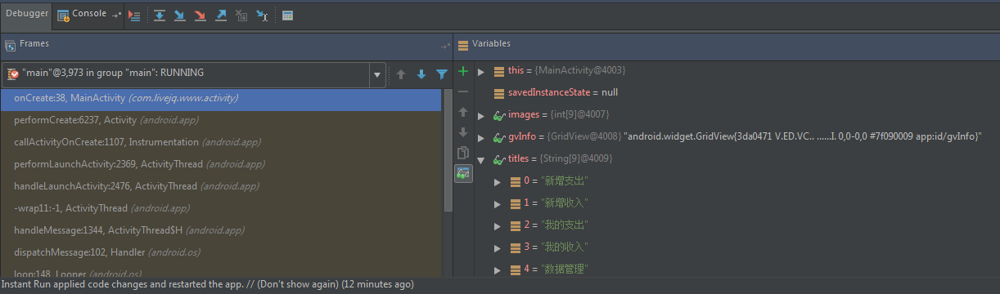 Debugger Console
Frames
"main"@3,973 in group "main": RUNNING
onCreate:38, MainActivity (com.livejq.www.activity)
performCreate:6237, Activity (android.app)
callActivityOnCreate:1107, Instrumentation (android.app)
performLaunchActivity:2369, ActivityThread (android.app)
handleLaunchActivity:2476, ActivityThread (android.app)
-wrap11:-1, ActivityThread (android.app)
handleMessage:1344, ActivityThread$H (android.app)
dispatchMessage:102, Handler (android.os)
loop:148, Looper (android.os)
Variables
this = {MainActivity@4003}
savedInstanceState = null
images = {int[9]@4007}
gvInfo = {GridView@4008} "android.widget.GridView{3da0471 V.ED.VC.. ......I. 0,0-0,0 #7f090009 app:id/gvInfo}"
titles = {String[9]@4009}
0 = "新增支出"
1 = "新增收入"
2 = "我的支出"
3 = "我的收入"
4 = "数据管理"
Instant Run applied code changes and restarted the app. // (Don't show again) (12 minutes ago)